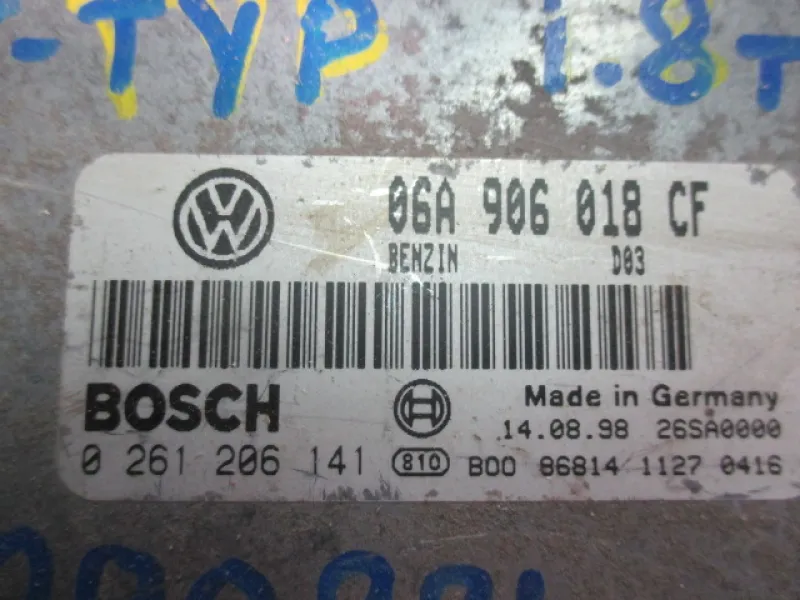 -TYP 1.8T
06A 906 018 CF
BENZIN D03
BOSCH
Made in Germany
14.08.98 26SA0000
0 261 206 141 810 B00 86814 1127 0416